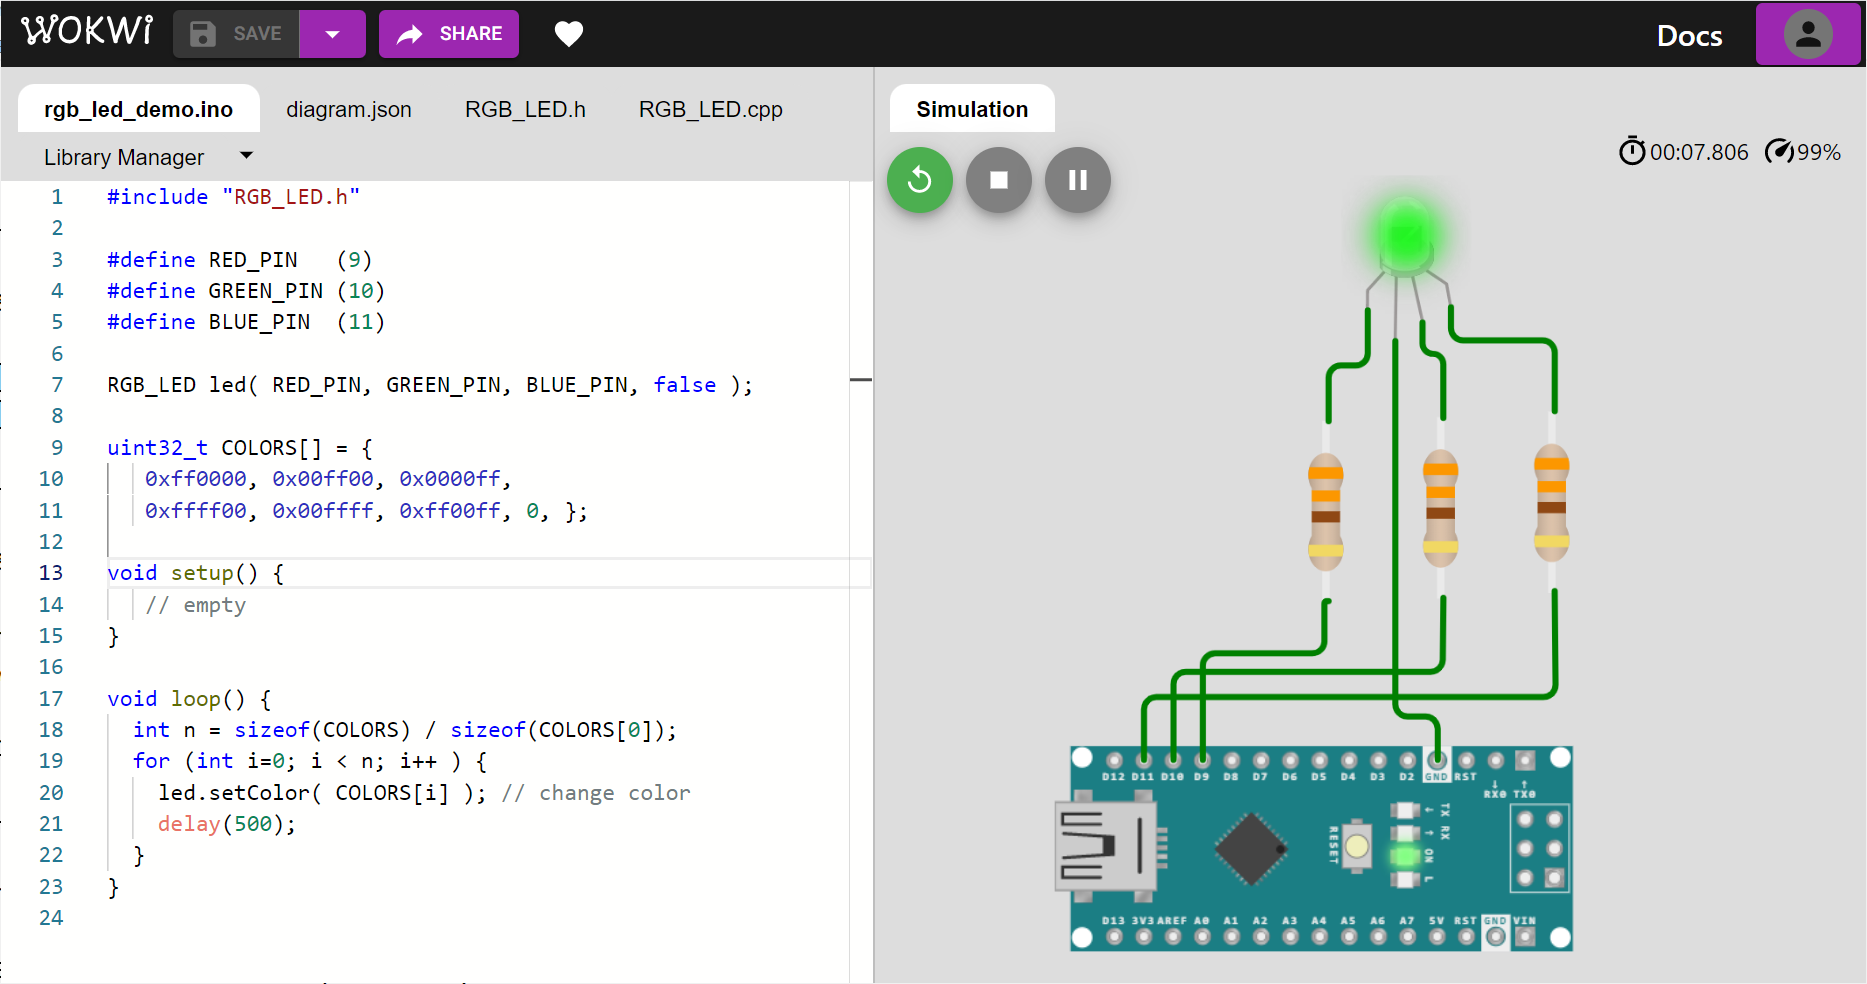 WOKWi SAVE SHARE Docs
rgb_led_demo.ino diagram.json RGB_LED.h RGB_LED.cpp
Library Manager
1 #include "RGB_LED.h"
2
3 #define RED_PIN (9)
4 #define GREEN_PIN (10)
5 #define BLUE_PIN (11)
6
7 RGB_LED led( RED_PIN, GREEN_PIN, BLUE_PIN, false );
8
9 uint32_t COLORS[] = {
10 0xff0000, 0x00ff00, 0x0000ff,
11 0xffff00, 0x00ffff, 0xff00ff, 0, };
12
13 void setup() {
14 // empty
15 }
16
17 void loop() {
18 int n = sizeof(COLORS) / sizeof(COLORS[0]);
19 for (int i=0; i < n; i++ ) {
20 led.setColor( COLORS[i] ); // change color
21 delay(500);
22 }
23 }
24
Simulation
00:07.806 99%
D12 D11 D10 D9 D8 D7 D6 D5 D4 D3 D2 GND RST
↓ ↑
RX0 TX0
← TX
→ RX
RESET
ON
L
D13 3V3 AREF A0 A1 A2 A3 A4 A5 A6 A7 5V RST GND VIN